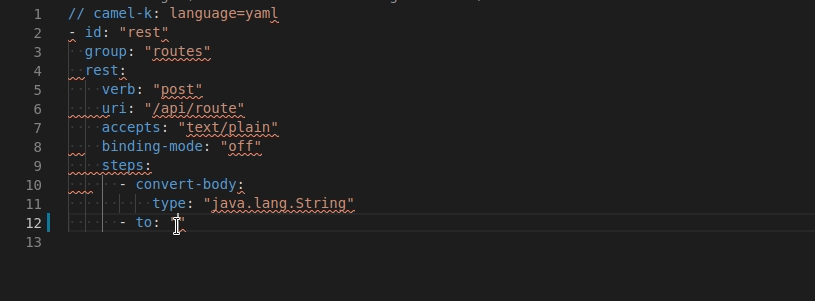 1 // camel-k: language=yaml
2 - id: "rest"
3 group: "routes"
4 rest:
5 verb: "post"
6 uri: "/api/route"
7 accepts: "text/plain"
8 binding-mode: "off"
9 steps:
10 - convert-body:
11 type: "java.lang.String"
12 - to: ""
13